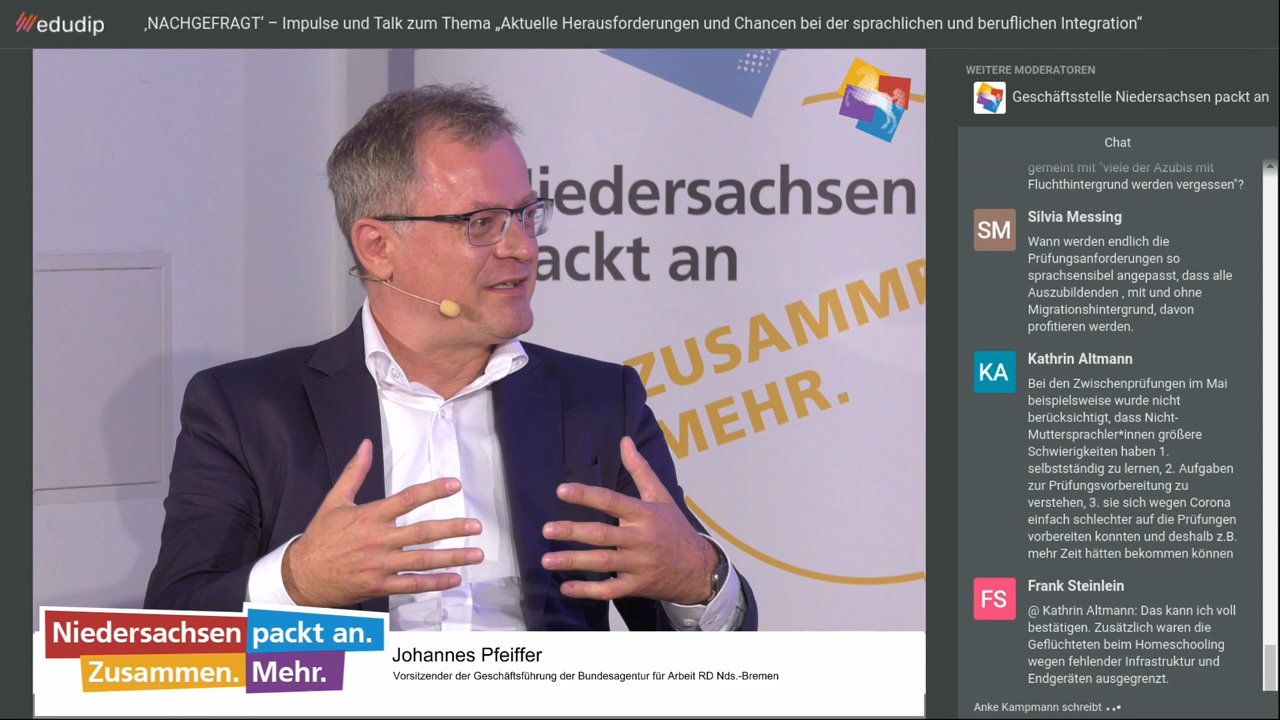 edudip
‚NACHGEFRAGT‘ – Impulse und Talk zum Thema „Aktuelle Herausforderungen und Chancen bei der sprachlichen und beruflichen Integration“
Niedersachsen
packt an
ZUSAMME
MEHR.
Niedersachsen packt an.
Zusammen. Mehr.
Johannes Pfeiffer
Vorsitzender der Geschäftsführung der Bundesagentur für Arbeit RD Nds.-Bremen
WEITERE MODERATOREN
Geschäftsstelle Niedersachsen packt an
Chat
gemeint mit "viele der Azubis mit
Fluchthintergrund werden vergessen"?
SM
Silvia Messing
Wann werden endlich die
Prüfungsanforderungen so
sprachsensibel angepasst, dass alle
Auszubildenden , mit und ohne
Migrationshintergrund, davon
profitieren werden.
KA
Kathrin Altmann
Bei den Zwischenprüfungen im Mai
beispielsweise wurde nicht
berücksichtigt, dass Nicht-
Muttersprachler*innen größere
Schwierigkeiten haben 1.
selbstständig zu lernen, 2. Aufgaben
zur Prüfungsvorbereitung zu
verstehen, 3. sie sich wegen Corona
einfach schlechter auf die Prüfungen
vorbereiten konnten und deshalb z.B.
mehr Zeit hätten bekommen können
FS
Frank Steinlein
@ Kathrin Altmann: Das kann ich voll
bestätigen. Zusätzlich waren die
Geflüchteten beim Homeschooling
wegen fehlender Infrastruktur und
Endgeräten ausgegrenzt.
Anke Kampmann schreibt